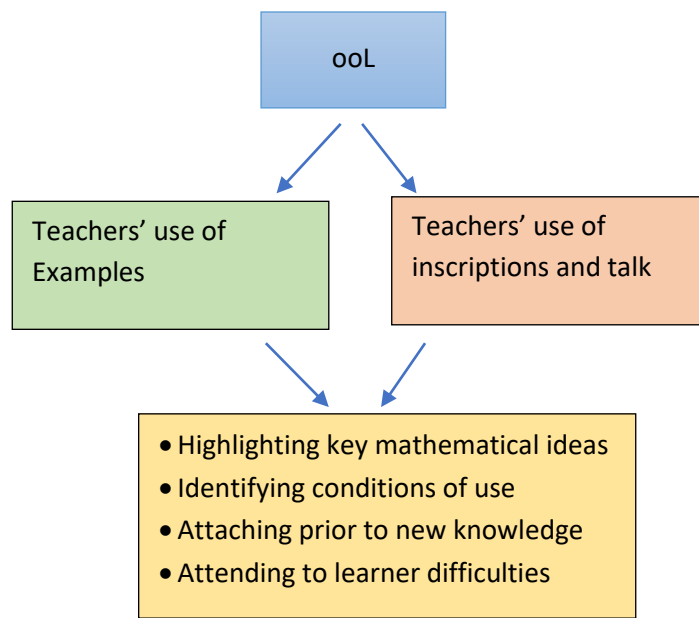 ooL
Teachers’ use of
Examples
Teachers’ use of
inscriptions and talk
• Highlighting key mathematical ideas
• Identifying conditions of use
• Attaching prior to new knowledge
• Attending to learner difficulties